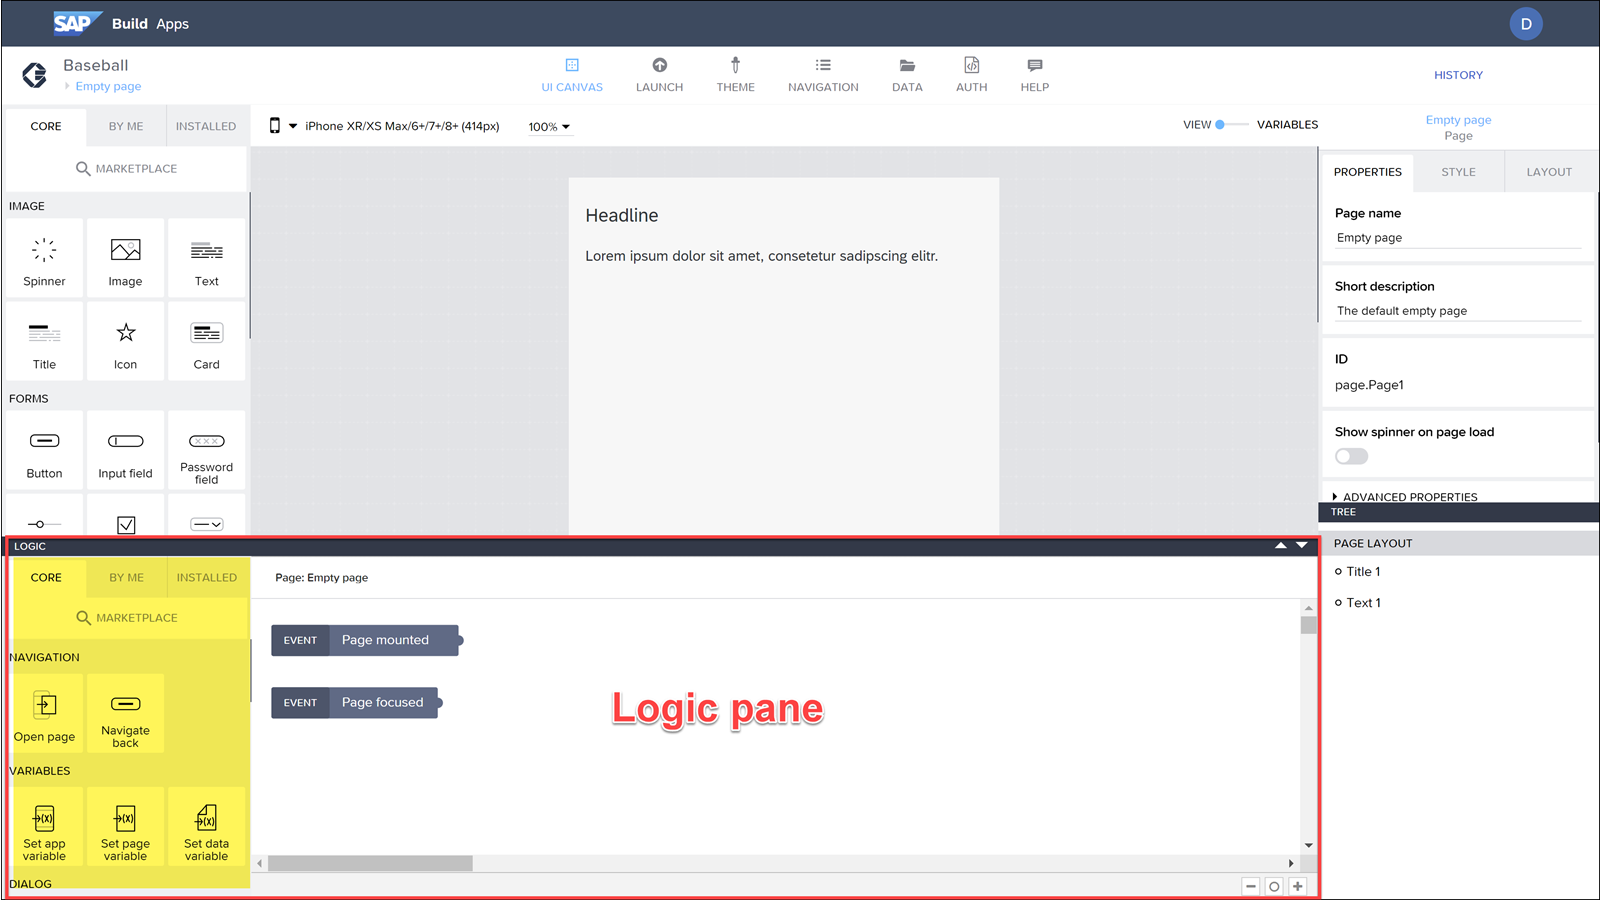 SAP Build Apps
D
Baseball
Empty page
UI CANVAS
LAUNCH
THEME
NAVIGATION
DATA
AUTH
HELP
HISTORY
CORE
BY ME
INSTALLED
MARKETPLACE
iPhone XR/XS Max/6+/7+/8+ (414px)
100%
VIEW
VARIABLES
Empty page
Page
IMAGE
Spinner
Image
Text
Title
Icon
Card
FORMS
Button
Input field
Password
field
×××
Headline
Lorem ipsum dolor sit amet, consetetur sadipscing elitr.
PROPERTIES
STYLE
LAYOUT
Page name
Empty page
Short description
The default empty page
ID
page.Page1
Show spinner on page load
ADVANCED PROPERTIES
TREE
PAGE LAYOUT
Title 1
Text 1
LOGIC
CORE
BY ME
INSTALLED
MARKETPLACE
NAVIGATION
Open page
Navigate
back
VARIABLES
(x)
Set app
variable
(x)
Set page
variable
(x)
Set data
variable
DIALOG
Page: Empty page
EVENT Page mounted
EVENT Page focused
Logic pane